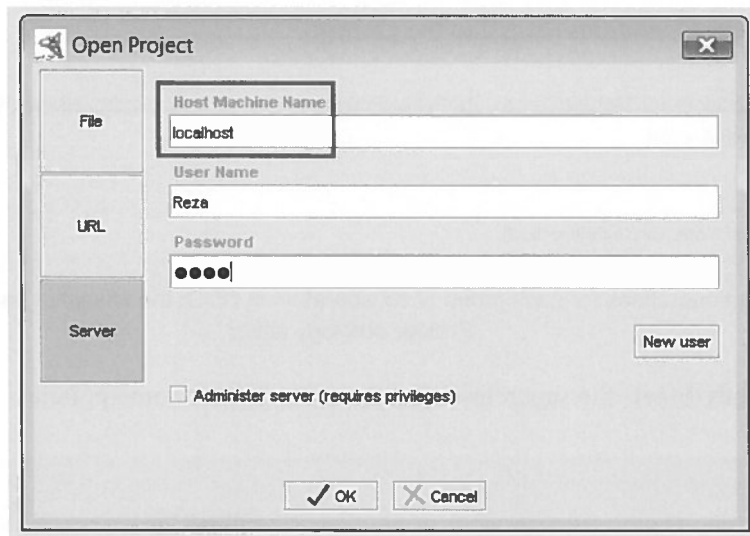 Open Project
File
URL
Server
Host Machine Name
localhost
User Name
Reza
Password
●●●●
New user
Administer server (requires privileges)
OK
Cancel